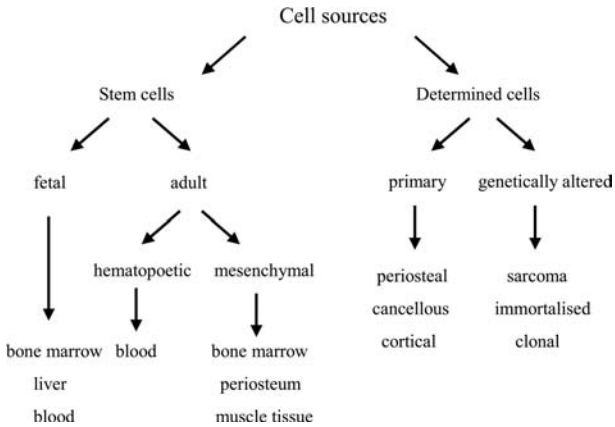 Cell sources
Stem cells Determined cells
fetal adult primary genetically altered
hematopoetic mesenchymal
periosteal sarcoma
cancellous immortalised
cortical clonal
bone marrow blood bone marrow
liver periosteum
blood muscle tissue